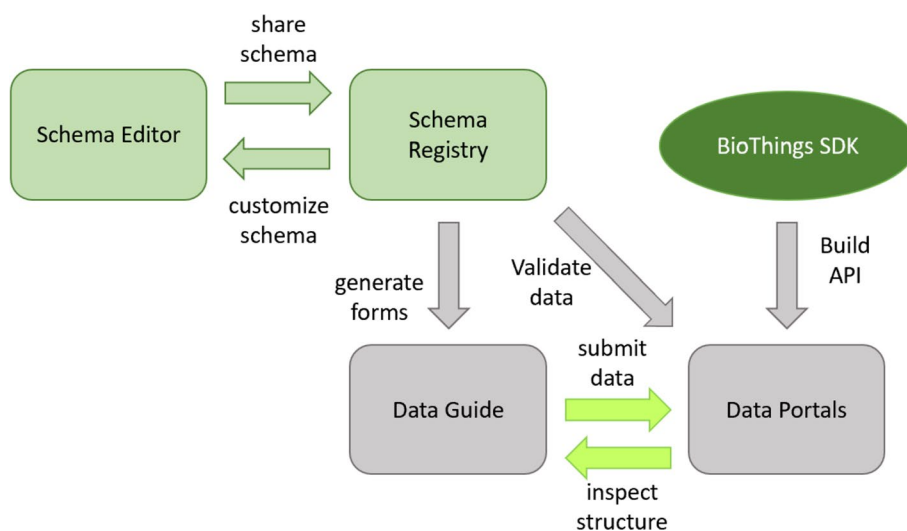 share
schema
Schema Editor
Schema
Registry
BioThings SDK
customize
schema
generate
forms
Validate
data
Build
API
submit
data
Data Guide
Data Portals
inspect
structure